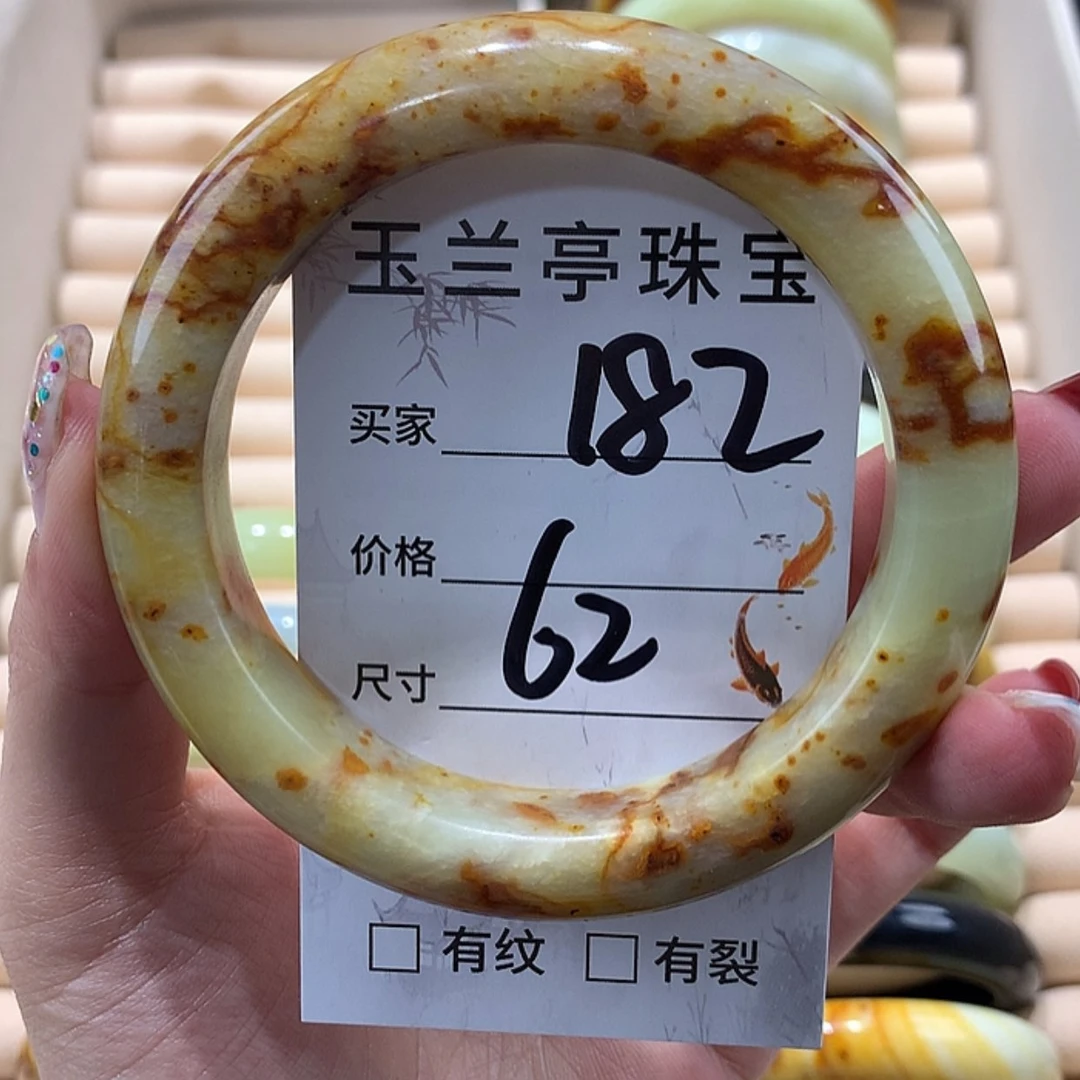 玉兰亭珠宝
买家 182
价格
尺寸 62
□ 有纹 □ 有裂